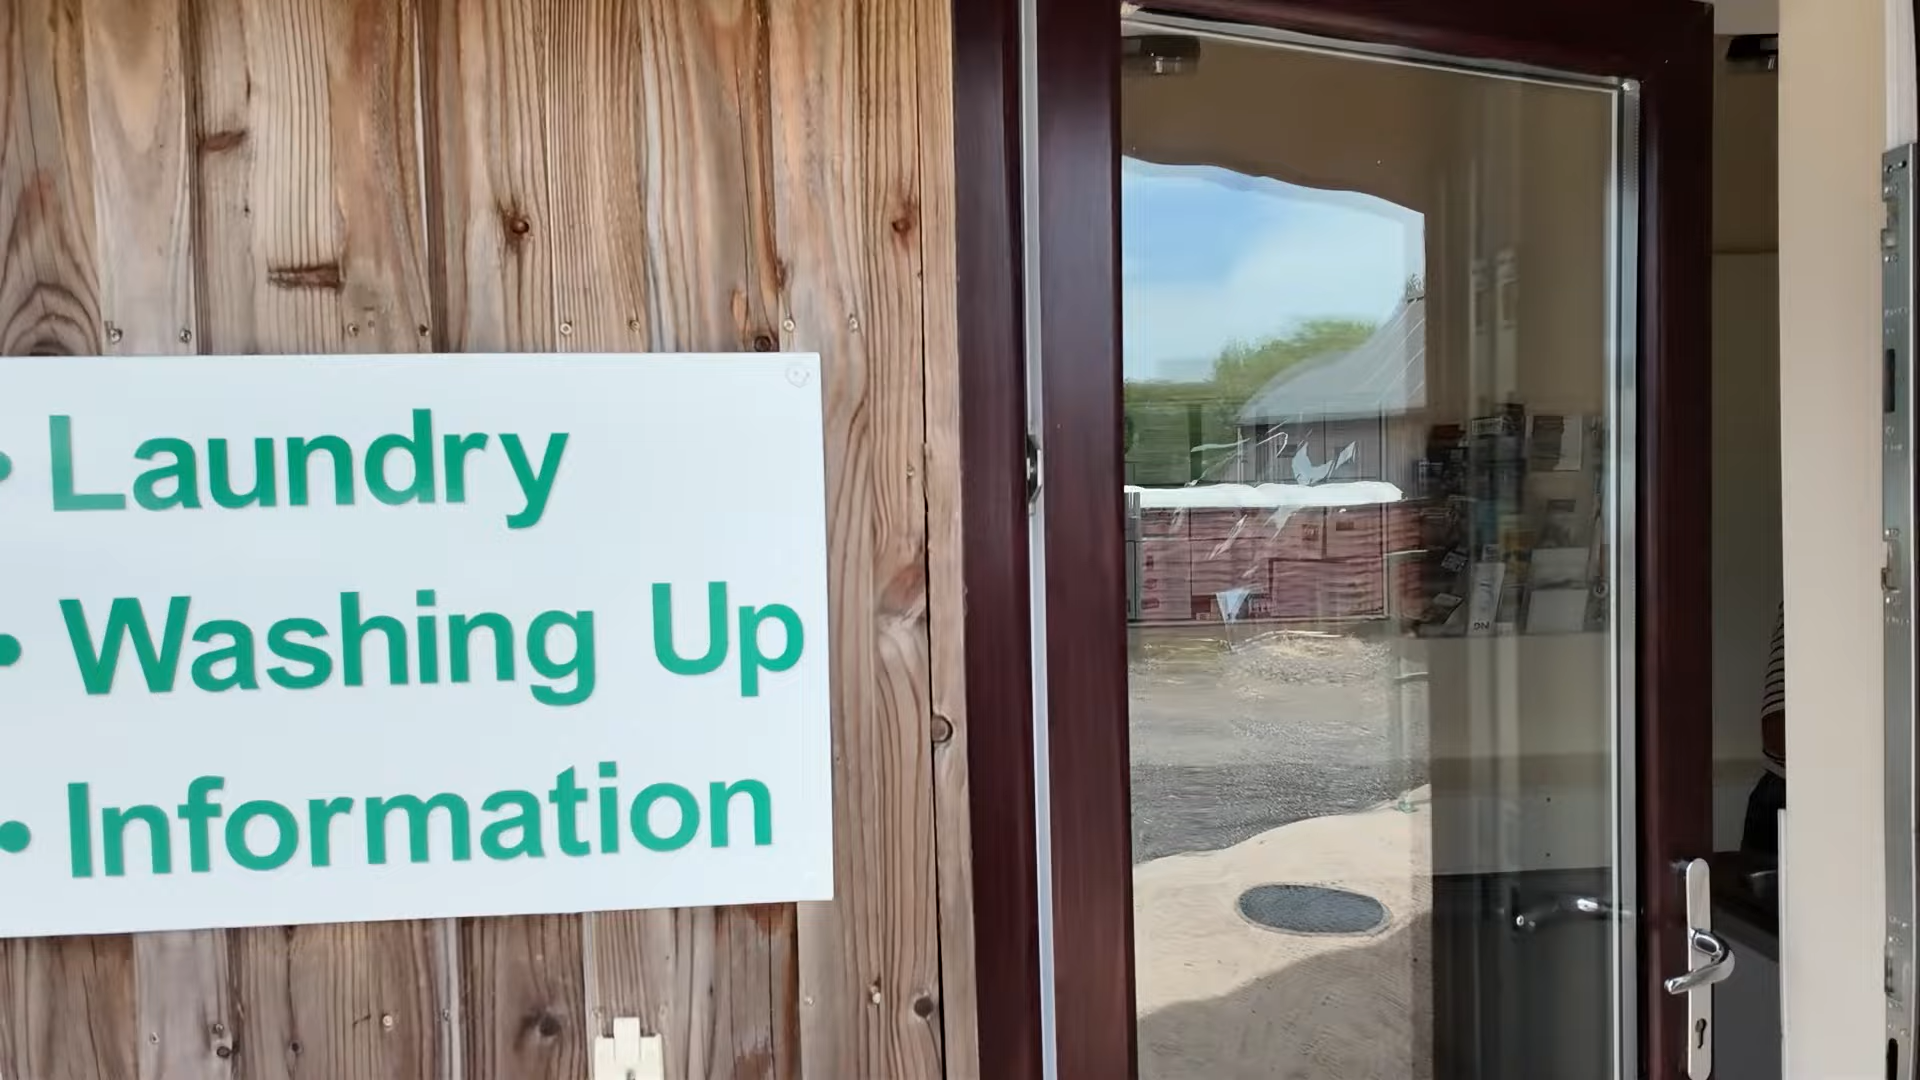 • Laundry
• Washing Up
• Information